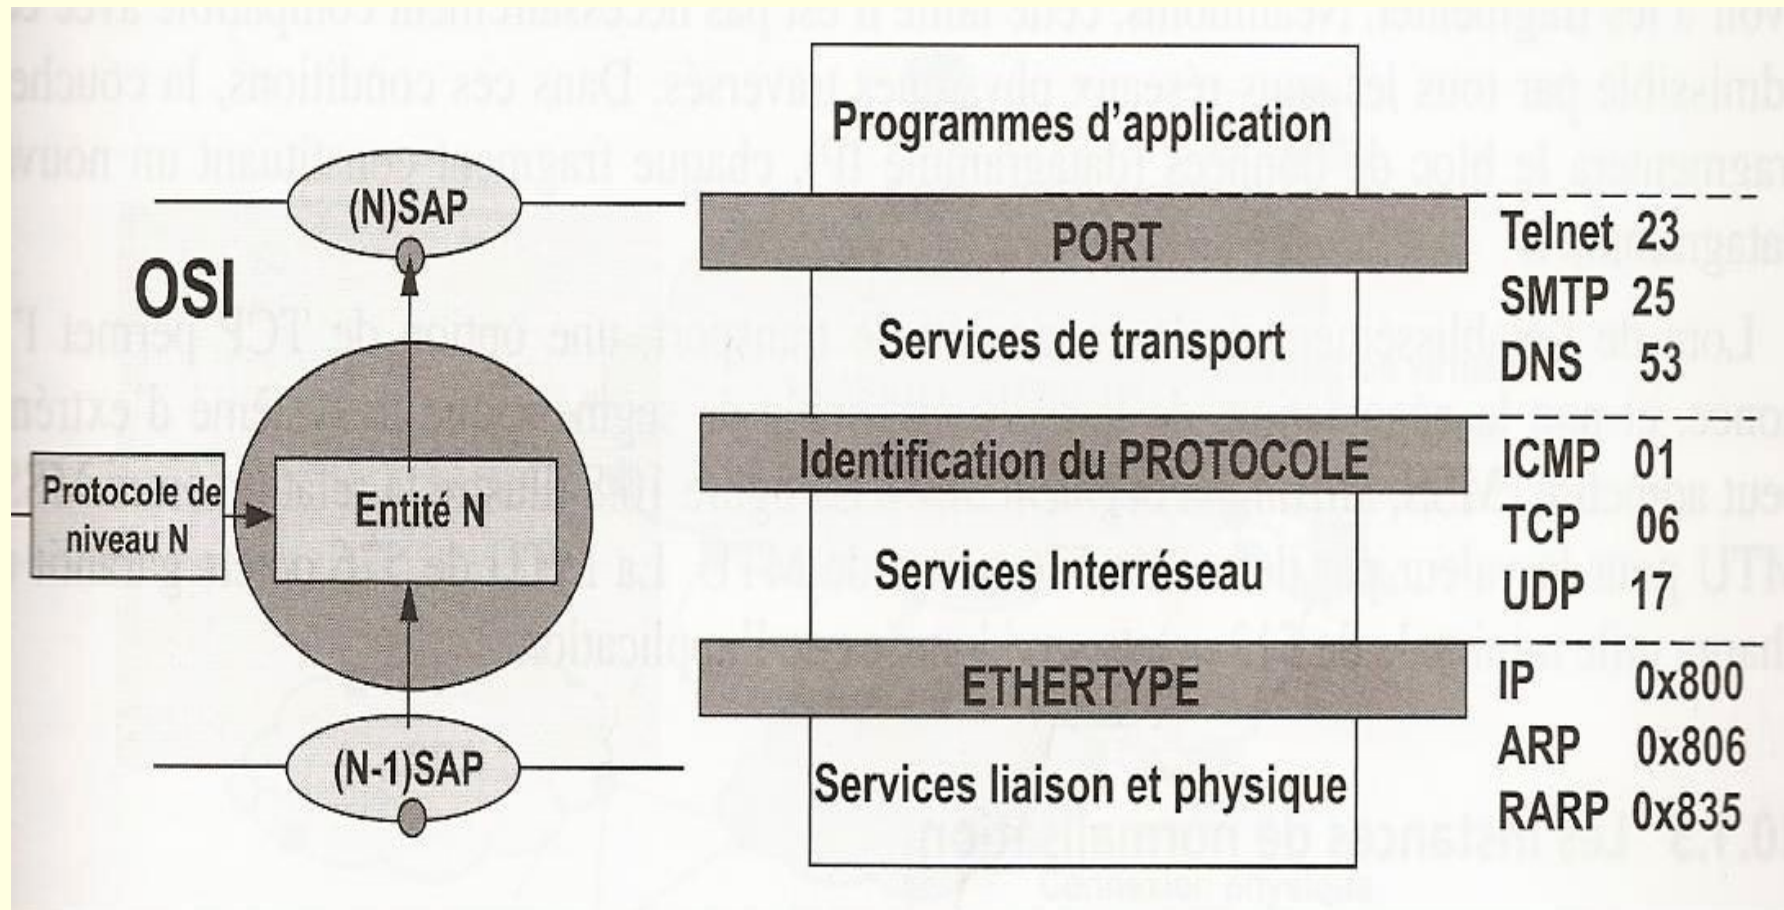 (N)SAP
OSI
Protocole de
niveau N
Entité N
(N-1)SAP
Programmes d'application
PORT
Services de transport
Identification du PROTOCOLE
Services Interréseau
ETHERTYPE
Services liaison et physique
Telnet 23
SMTP 25
DNS 53
ICMP 01
TCP 06
UDP 17
IP 0x800
ARP 0x806
RARP 0x835